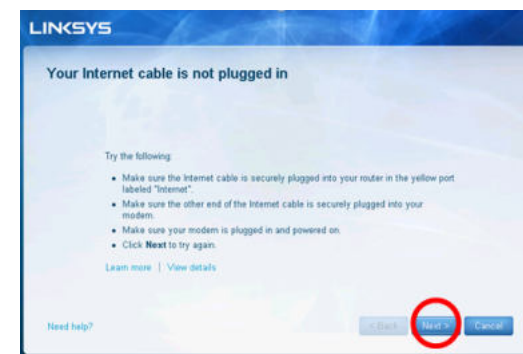 LINKSYS
Your Internet cable is not plugged in
Try the following:
• Make sure the Internet cable is securely plugged into your router in the yellow port
labeled "Internet".
• Make sure the other end of the Internet cable is securely plugged into your
modem.
• Make sure your modem is plugged in and powered on.
• Click Next to try again.
Learn more | View details
Need help? < Back Next > Cancel